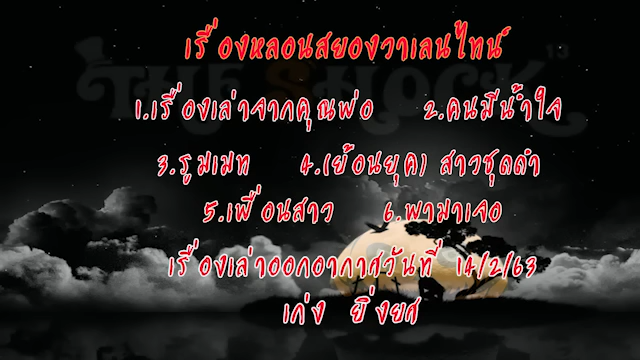 เรื่องหลอนสยองวาเลนไทน์
THE SHOCK 13
1.เรื่องเล่าจากคุณพ่อ 2.คนมีน้ำใจ
3.รูมเมท 4.(ย้อนยุค) สาวชุดดำ
5.เพื่อนสาว 6.พามาเจอ
เรื่องเล่าออกอากาศวันที่ 14/2/63
เก่ง ยิ่งยศ